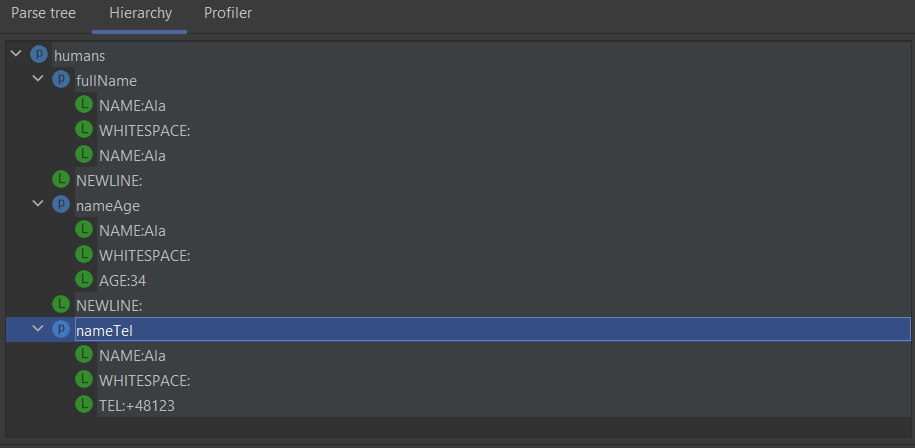 Parse tree Hierarchy Profiler
p humans
p fullName
L NAME:Ala
L WHITESPACE:
L NAME:Ala
L NEWLINE:
p nameAge
L NAME:Ala
L WHITESPACE:
L AGE:34
L NEWLINE:
p nameTel
L NAME:Ala
L WHITESPACE:
L TEL:+48123